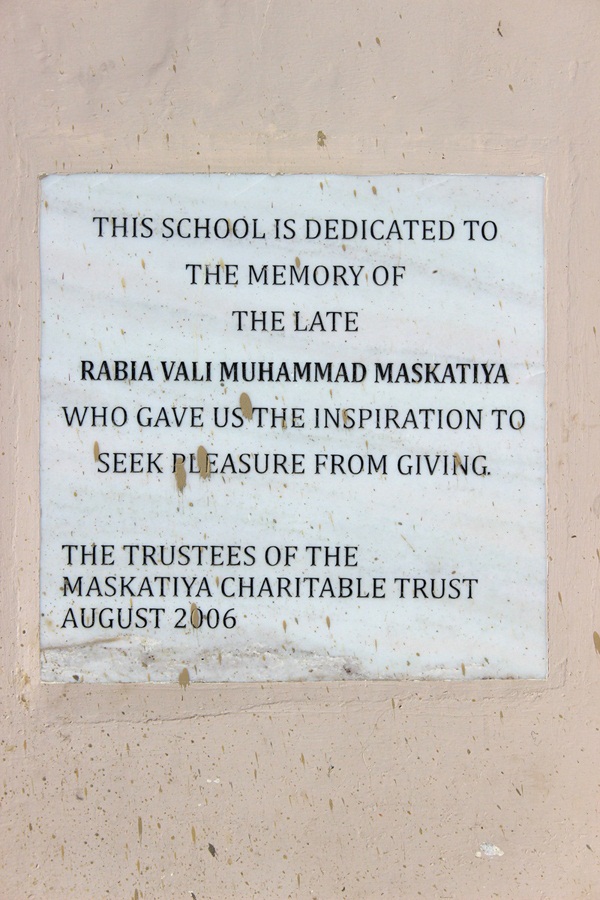 THIS SCHOOL IS DEDICATED TO
THE MEMORY OF
THE LATE
RABIA VALI MUHAMMAD MASKATIYA
WHO GAVE US THE INSPIRATION TO
SEEK PLEASURE FROM GIVING.
THE TRUSTEES OF THE
MASKATIYA CHARITABLE TRUST
AUGUST 2006